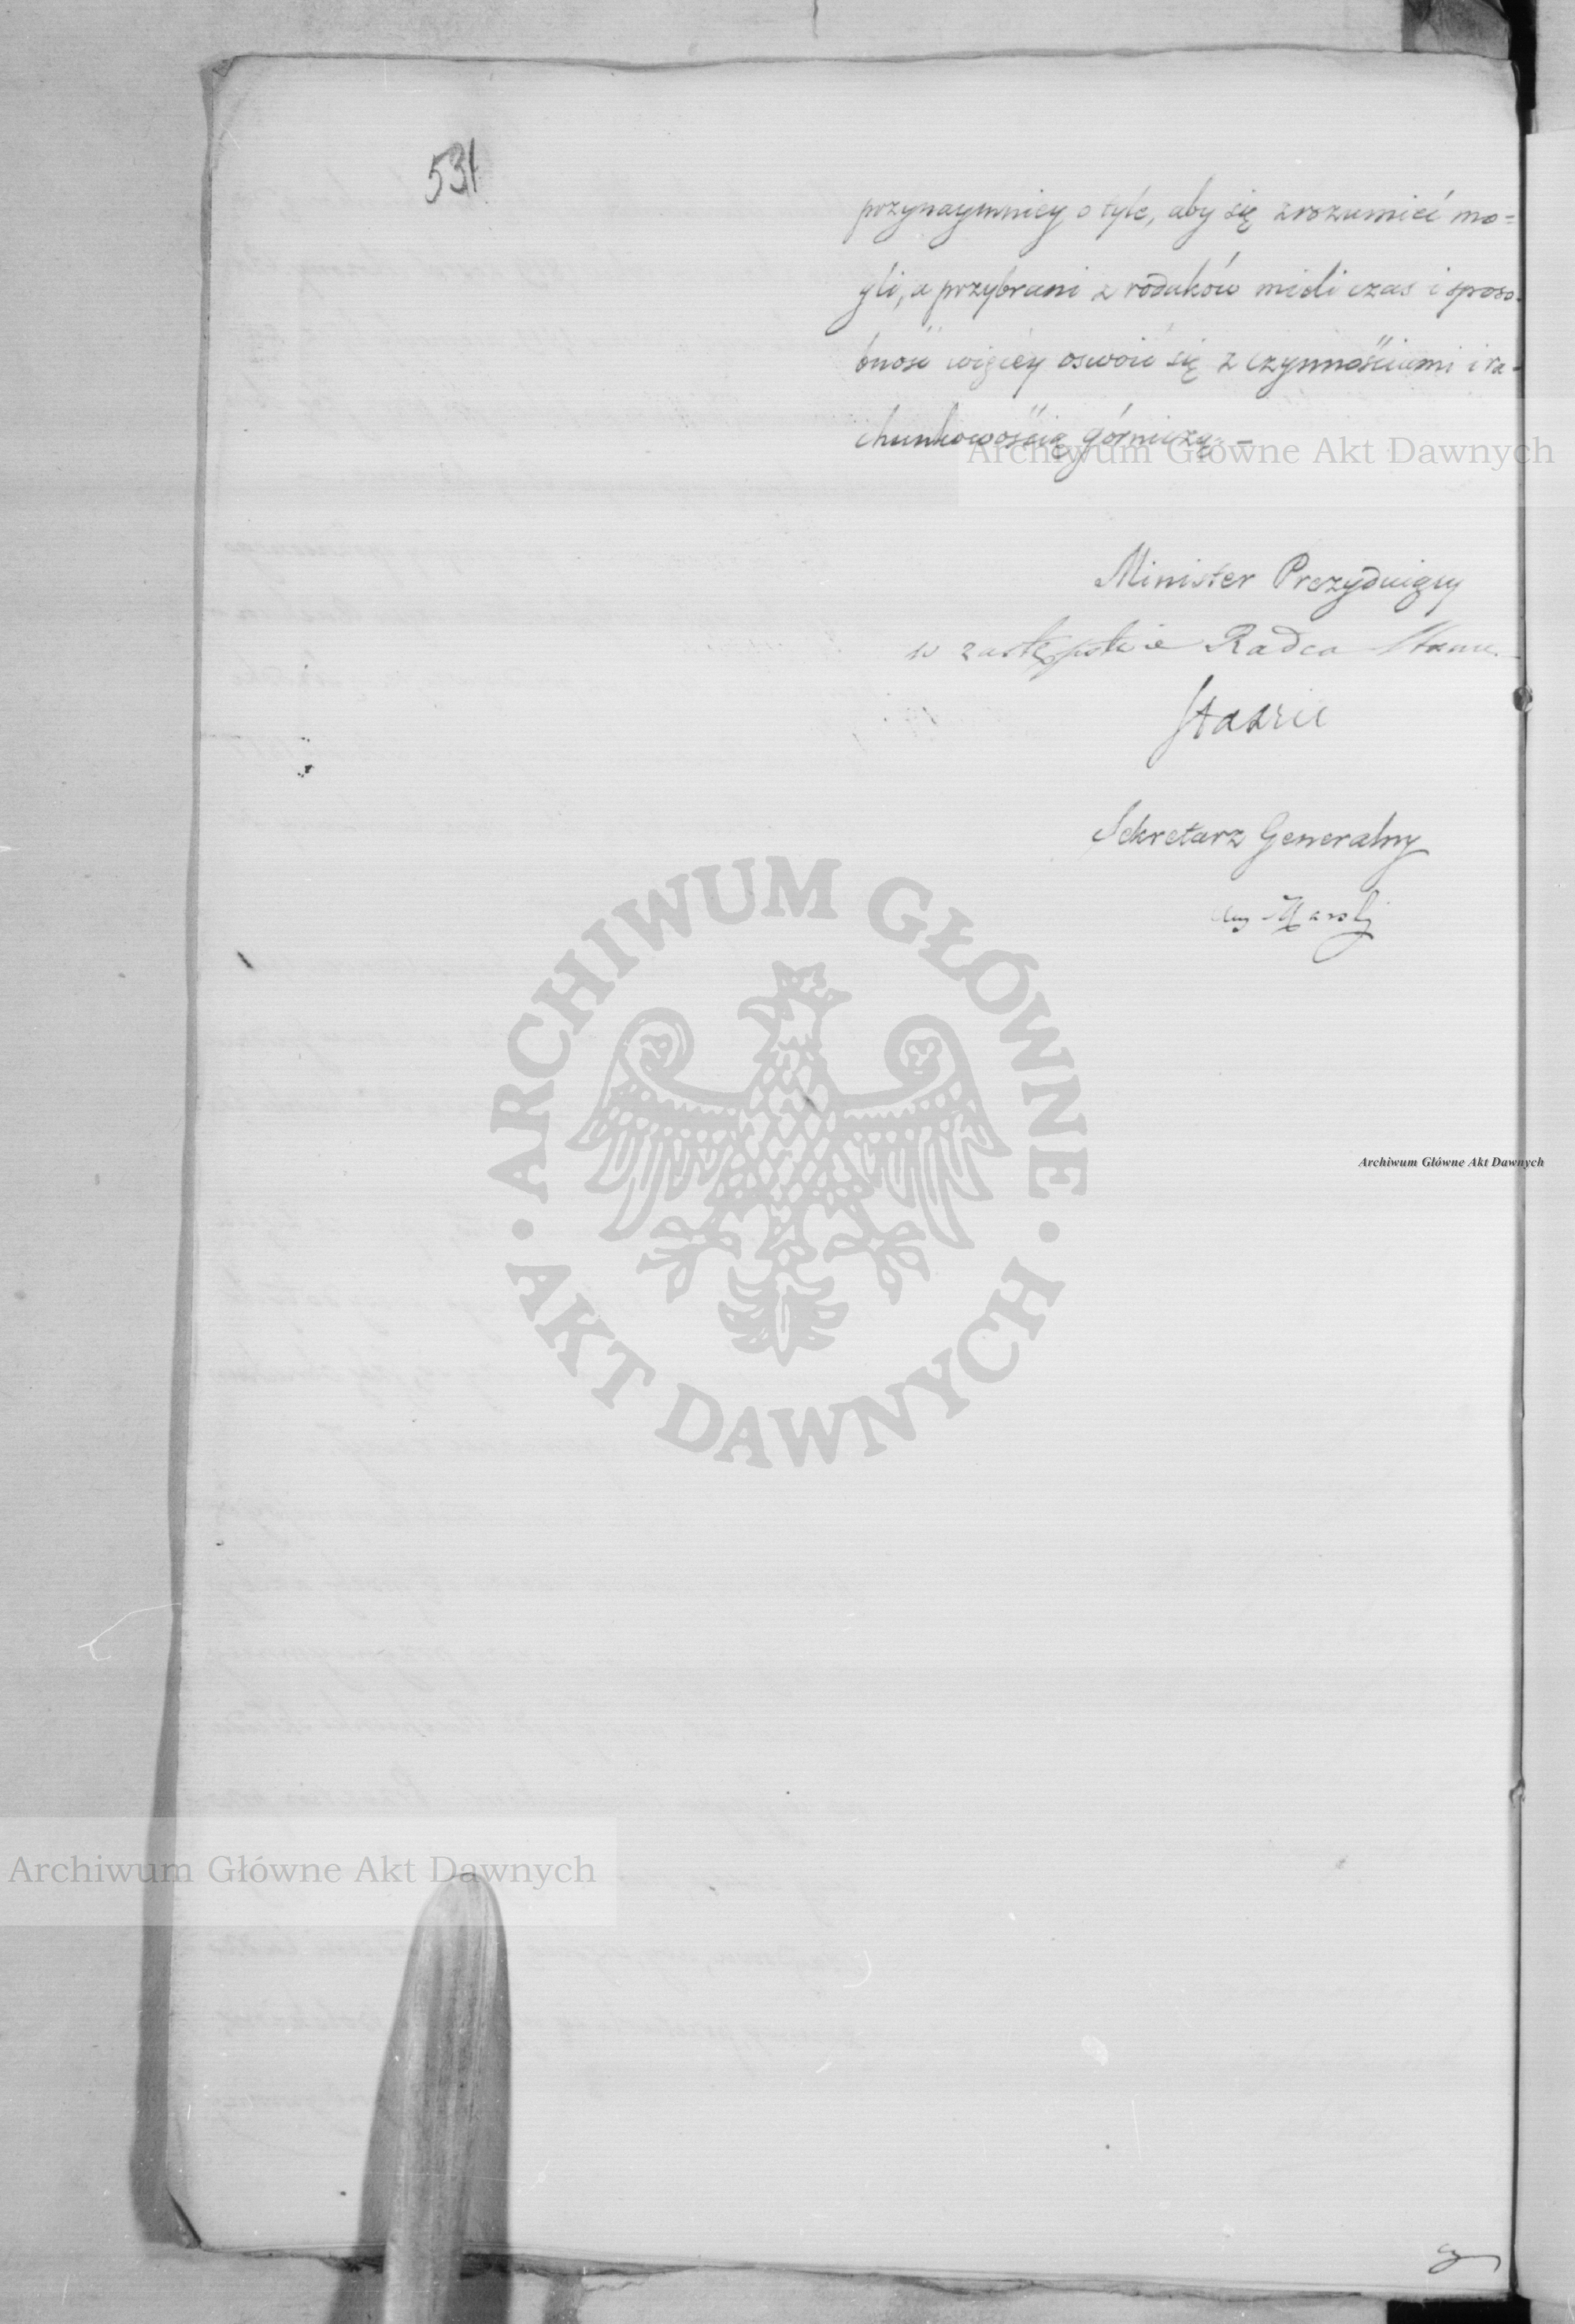 531
przynaymniey o tyle, aby się zrozumieć mo=
gli, a przybrani z rodaków mieli czas i sposo-
bność więcey oswoić się z czynnościami i ra-
chunkowością górniczą. –
Archiwum Główne Akt Dawnych
Minister Prezyduiący
w zastępstwie Radca Stanu
Staszic
Sekretarz Generalny
ARCHIWUM GŁÓWNE
· AKT DAWNYCH ·
Archiwum Główne Akt Dawnych
Archiwum Główne Akt Dawnych